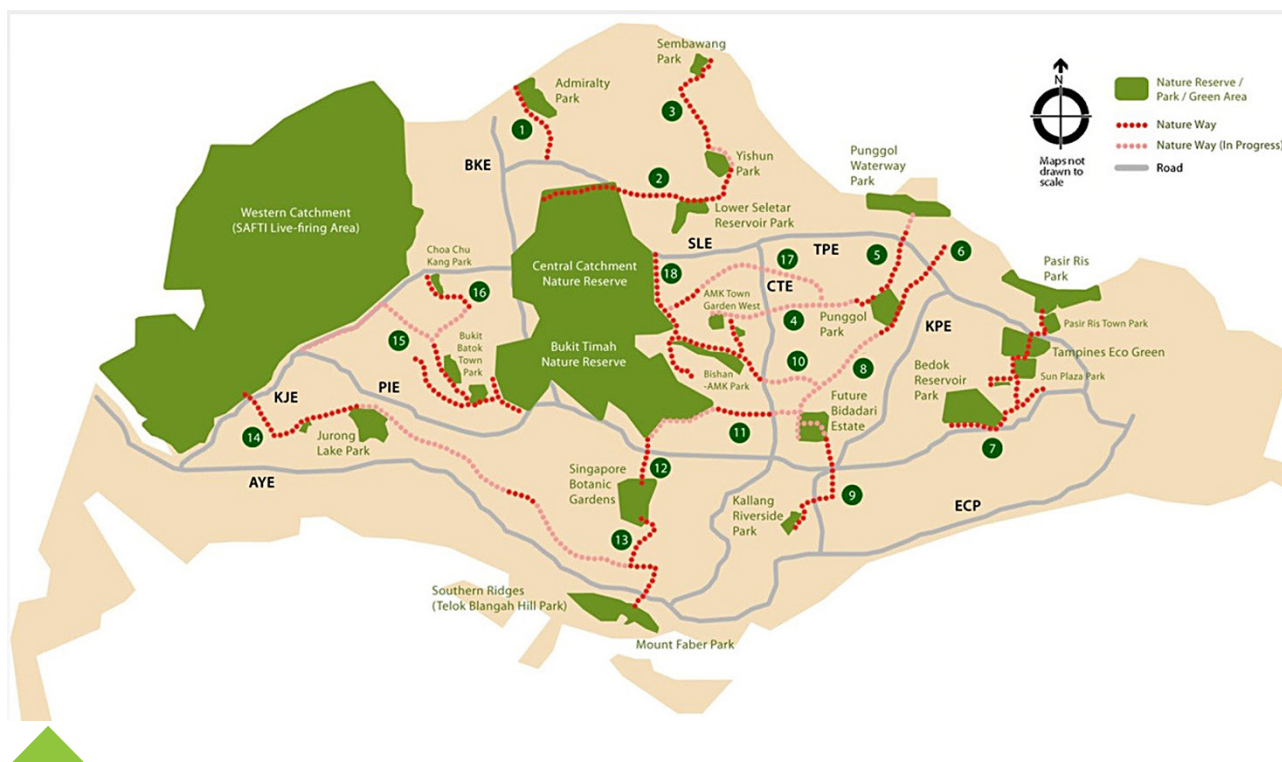 Sembawang
Park
Admiralty
Park
3
1
BKE
2
Yishun
Park
Punggol
Waterway
Park
N
Maps not
drawn to
scale
Nature Reserve /
Park / Green Area
Nature Way
Nature Way (In Progress)
Road
Western Catchment
(SAFTI Live-firing Area)
Lower Seletar
Reservoir Park
SLE
TPE
5
6
17
18
CTE
Pasir Ris
Park
Choa Chu
Kang Park
16
Central Catchment
Nature Reserve
AMK Town
Garden West
4
Punggol
Park
KPE
Pasir Ris Town Park
Tampines Eco Green
Sun Plaza Park
15
Bukit
Batok
Town
Park
Bukit Timah
Nature Reserve
Bishan
-AMK Park
10
8
Bedok
Reservoir
Park
KJE
PIE
Future
Bidadari
Estate
14
Jurong
Lake Park
11
7
AYE
Singapore
Botanic
Gardens
12
Kallang
Riverside
Park
9
ECP
13
Southern Ridges
(Telok Blangah Hill Park)
Mount Faber Park